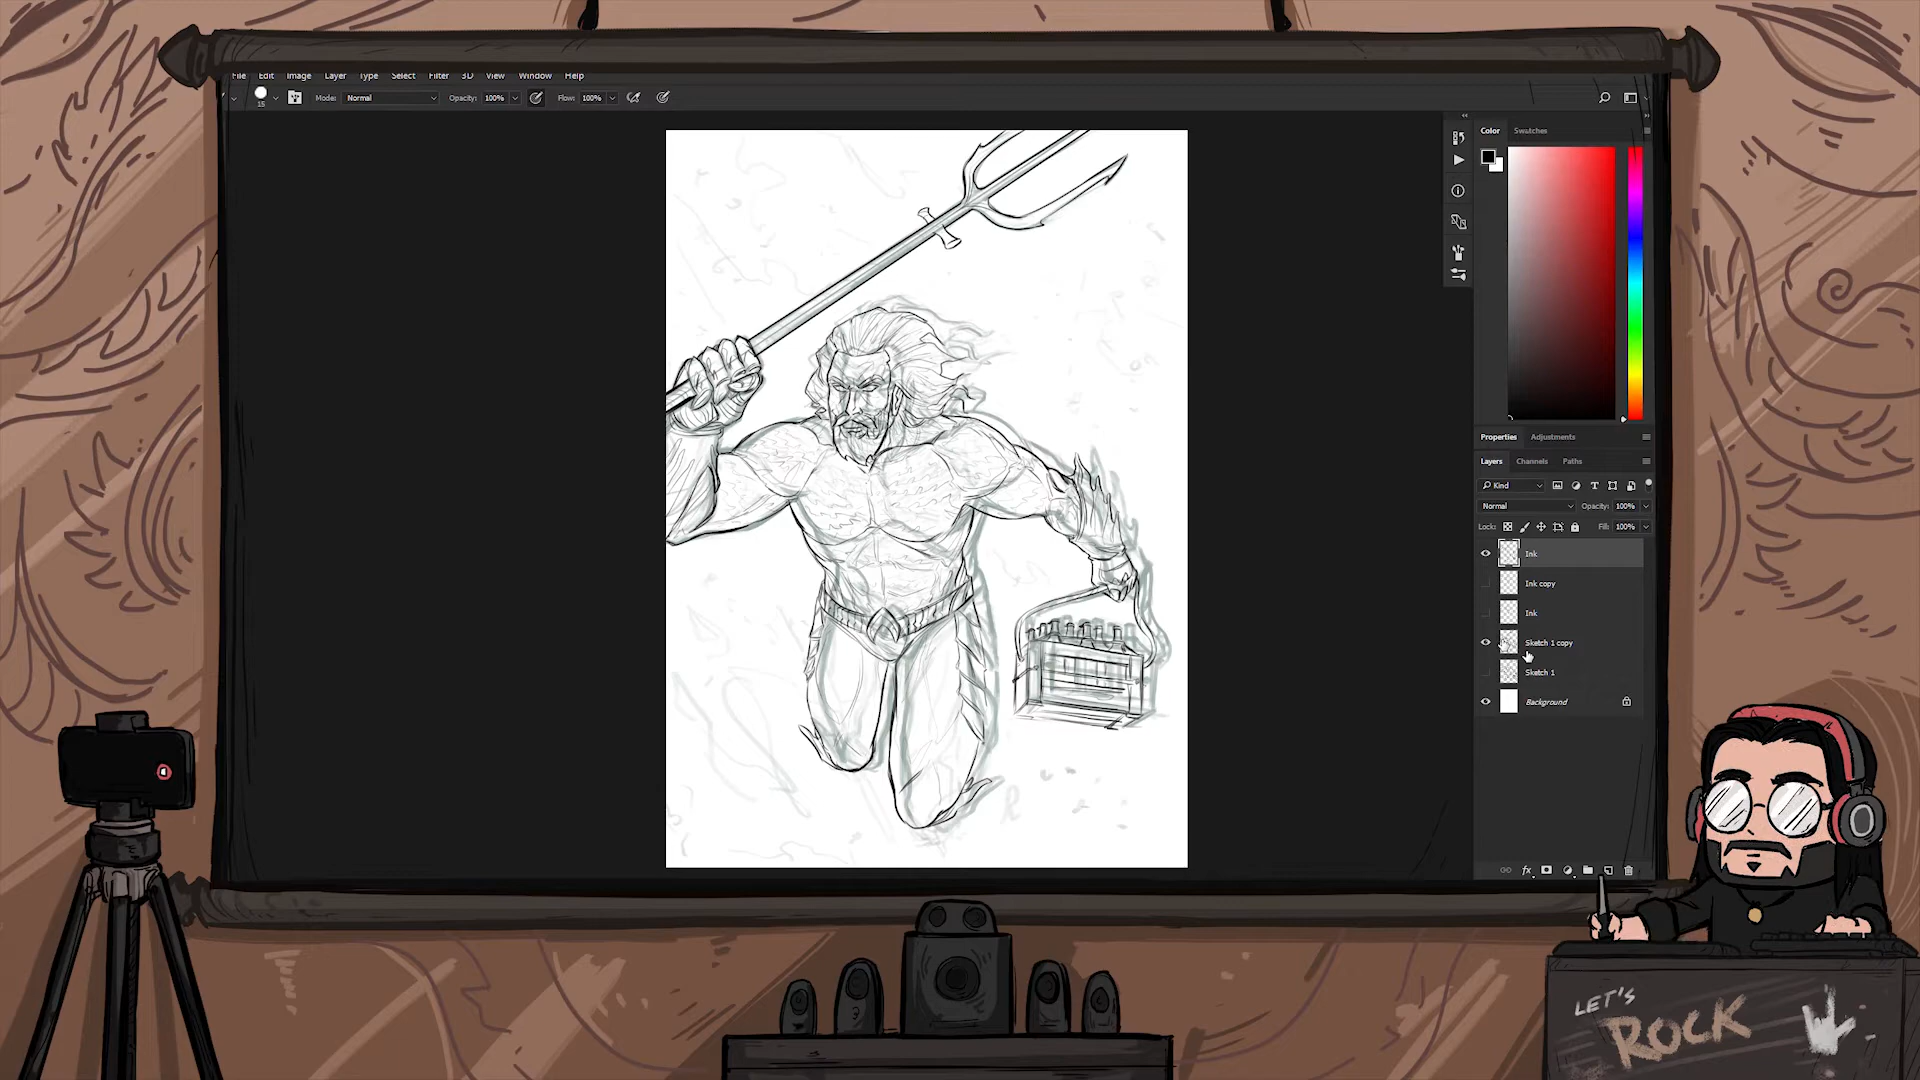 File Edit Image Layer Type Select Filter 3D View Window Help
15 Mode: Normal Opacity: 100% Flow: 100%
Color Swatches
Properties Adjustments
Layers Channels Paths
Kind
Normal Opacity: 100%
Lock: Fill: 100%
Ink
Ink copy
Ink
Sketch 1 copy
Sketch 1
Background
fx
LET'S
ROCK